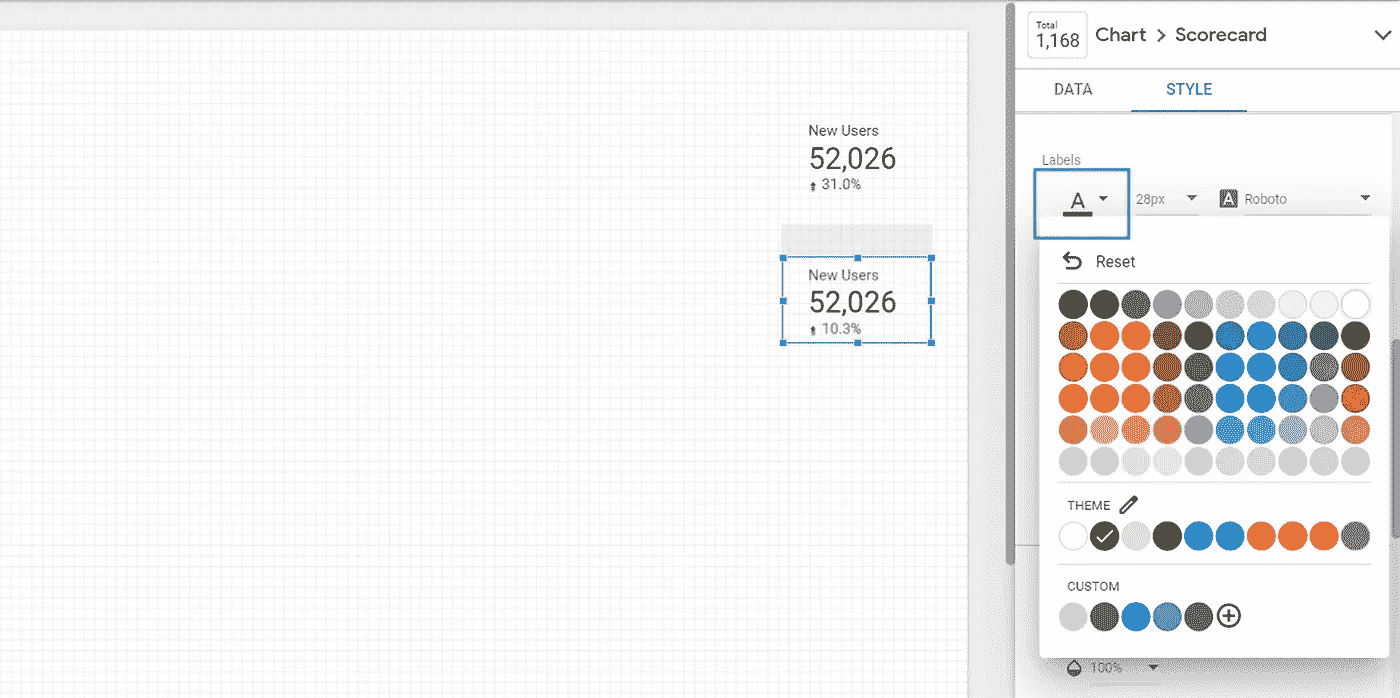 Total
1,168
Chart > Scorecard
DATA
STYLE
New Users
52,026
31.0%
New Users
52,026
10.3%
Labels
A
28px
A Roboto
Reset
THEME
CUSTOM
100%